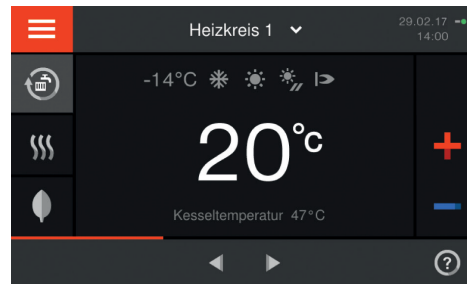 Heizkreis 1
29.02.17
14:00
-14°C
20°C
Kesseltemperatur 47°C
?